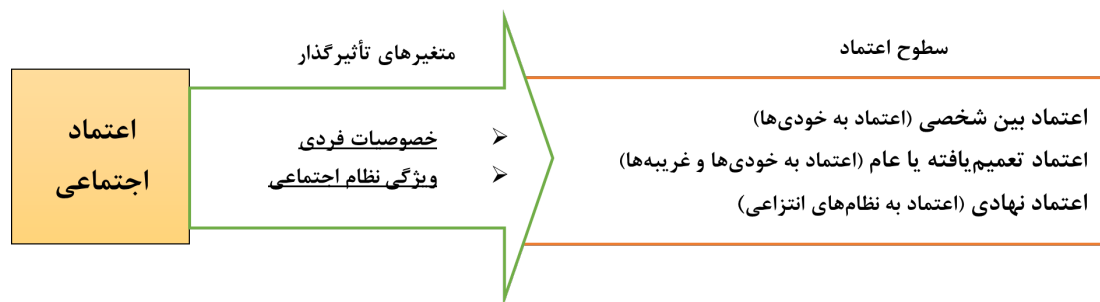 سطوح اعتماد
اعتماد بین شخصی (اعتماد به خودی‌ها)
اعتماد تعمیم‌یافته یا عام (اعتماد به خودی‌ها و غریبه‌ها)
اعتماد نهادی (اعتماد به نظام‌های انتزاعی)
متغیرهای تأثیرگذار
خصوصیات فردی
ویژگی نظام اجتماعی
اعتماد
اجتماعی